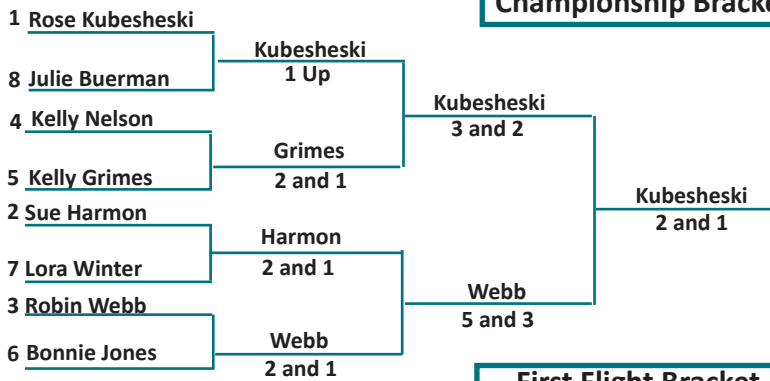 Championship
1 Rose Kubesheski
8 Julie Buerman
4 Kelly Nelson
5 Kelly Grimes
2 Sue Harmon
7 Lora Winter
3 Robin Webb
6 Bonnie Jones
Kubesheski
1 Up
Grimes
2 and 1
Harmon
2 and 1
Webb
2 and 1
Kubesheski
3 and 2
Webb
5 and 3
Kubesheski
2 and 1
First Flight Bracket